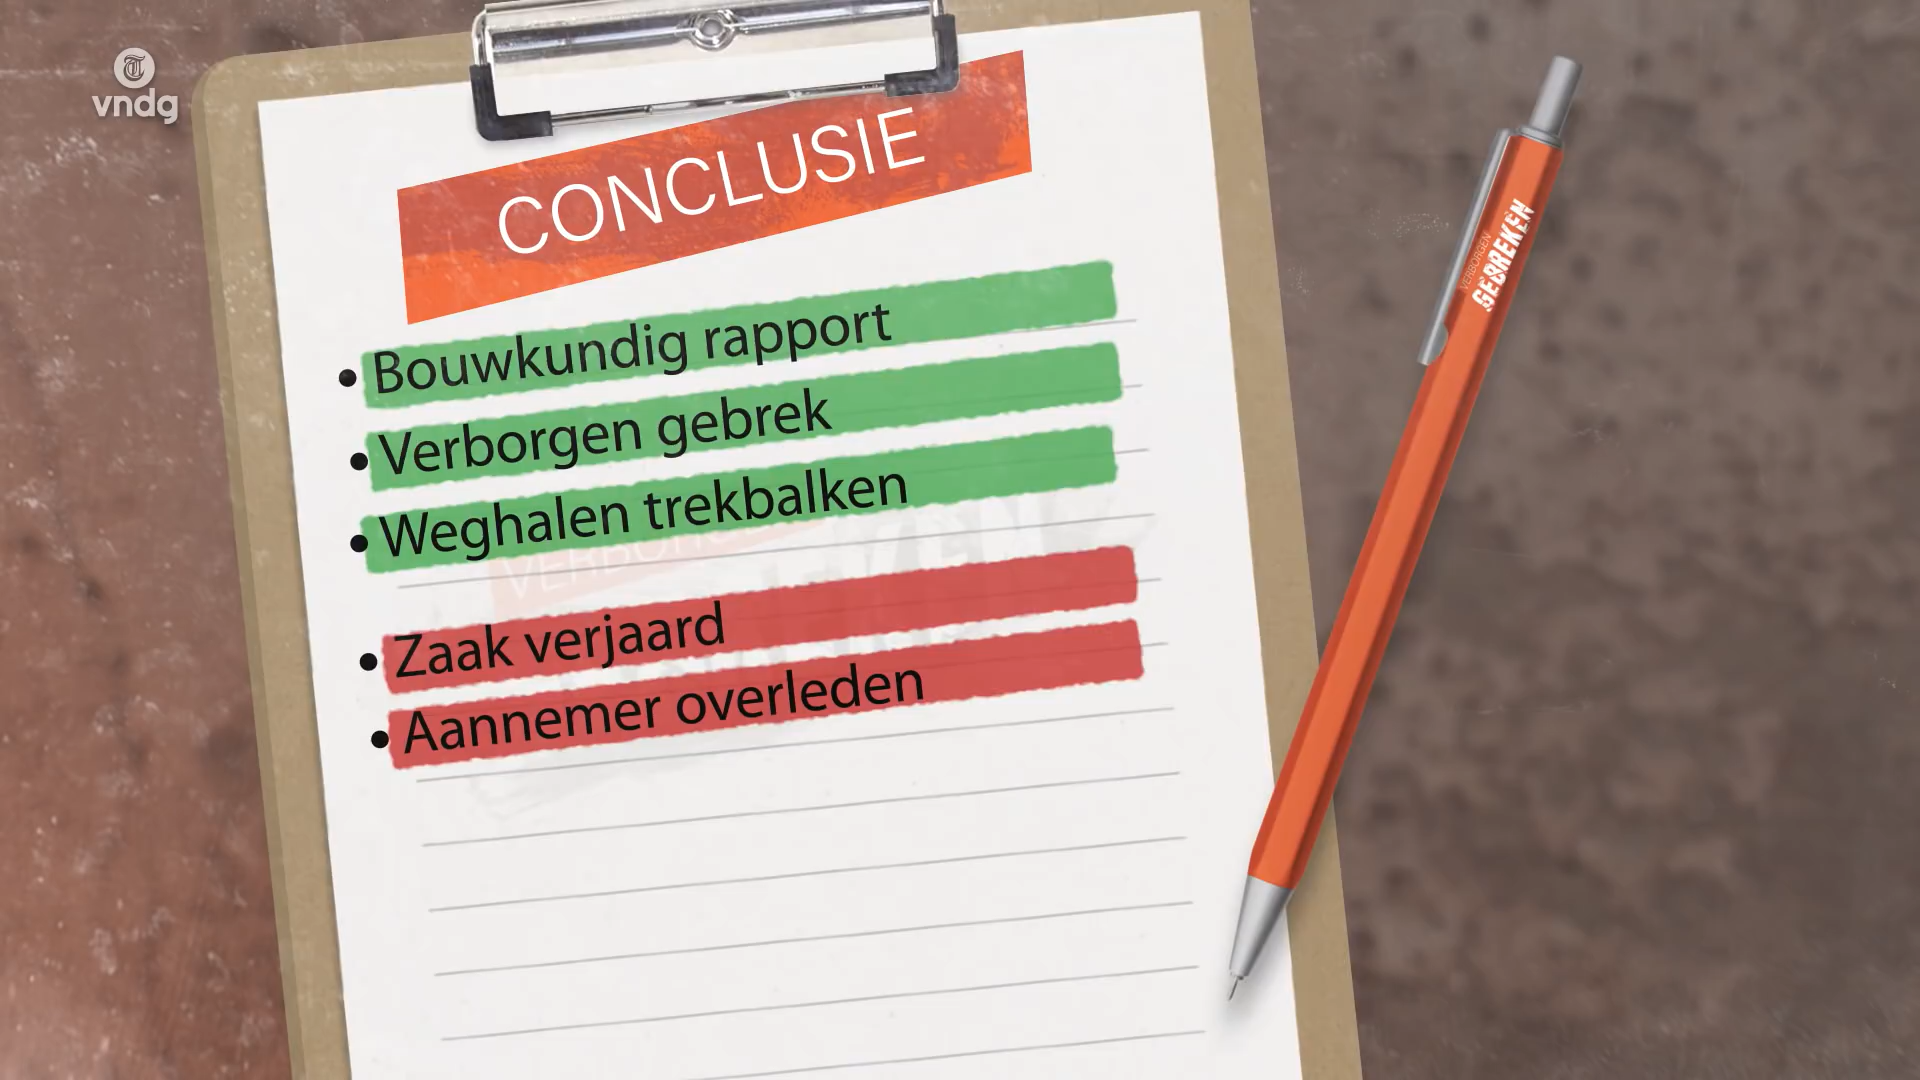 vndg
CONCLUSIE
• Bouwkundig rapport
• Verborgen gebrek
• Weghalen trekbalken
• Zaak verjaard
• Aannemer overleden
VERBORGEN
GEBREKEN